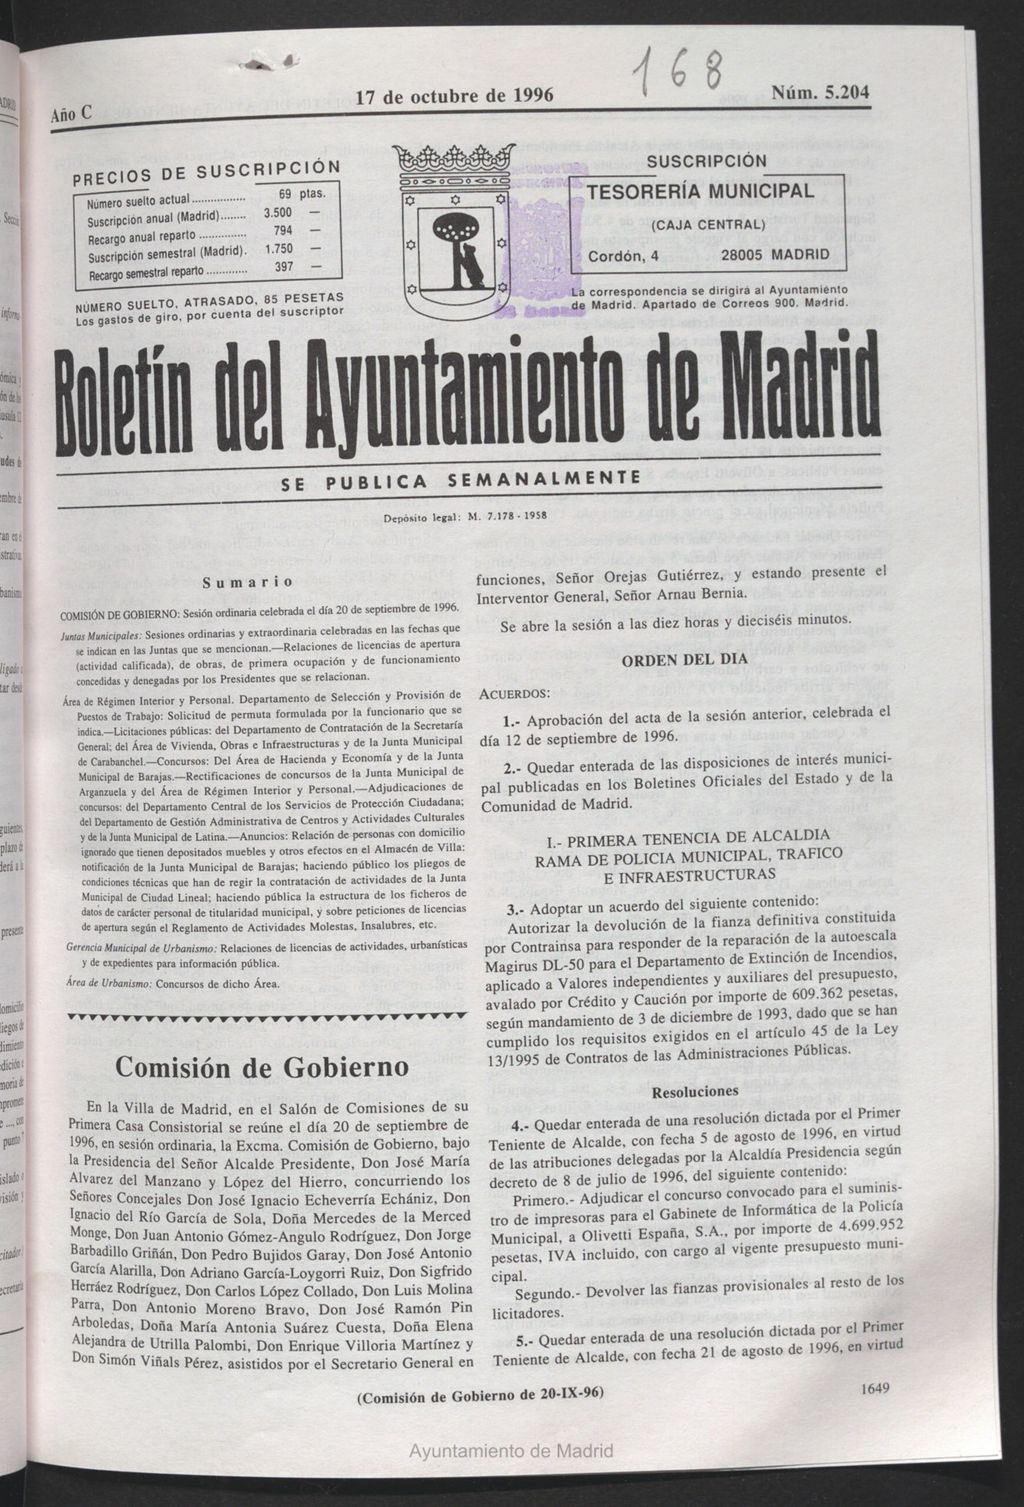 168
Año C
17 de octubre de 1996
Núm. 5.204
PRECIOS DE SUSCRIPCIÓN
Número suelto actual................. 69 ptas.
Suscripción anual (Madrid)........ 3.500 —
Recargo anual reparto ............... 794 —
Suscripción semestral (Madrid). 1.750 —
Recargo semestral reparto ............. 397 —
NÚMERO SUELTO, ATRASADO, 85 PESETAS
Los gastos de giro, por cuenta del suscriptor
SUSCRIPCIÓN
TESORERÍA MUNICIPAL
(CAJA CENTRAL)
Cordón, 4 28005 MADRID
La correspondencia se dirigirá al Ayuntamiento
de Madrid. Apartado de Correos 900. Madrid.
Boletín del Ayuntamiento de Madrid
SE PUBLICA SEMANALMENTE
Depósito legal: M. 7.178 - 1958
Sumario
COMISIÓN DE GOBIERNO: Sesión ordinaria celebrada el día 20 de septiembre de 1996.
Juntas Municipales: Sesiones ordinarias y extraordinaria celebradas en las fechas que
se indican en las Juntas que se mencionan.—Relaciones de licencias de apertura
(actividad calificada), de obras, de primera ocupación y de funcionamiento
concedidas y denegadas por los Presidentes que se relacionan.
Área de Régimen Interior y Personal. Departamento de Selección y Provisión de
Puestos de Trabajo: Solicitud de permuta formulada por la funcionario que se
indica.—Licitaciones públicas: del Departamento de Contratación de la Secretaría
General; del Área de Vivienda, Obras e Infraestructuras y de la Junta Municipal
de Carabanchel.—Concursos: Del Área de Hacienda y Economía y de la Junta
Municipal de Barajas.—Rectificaciones de concursos de la Junta Municipal de
Arganzuela y del Área de Régimen Interior y Personal.—Adjudicaciones de
concursos: del Departamento Central de los Servicios de Protección Ciudadana;
del Departamento de Gestión Administrativa de Centros y Actividades Culturales
y de la Junta Municipal de Latina.—Anuncios: Relación de personas con domicilio
ignorado que tienen depositados muebles y otros efectos en el Almacén de Villa:
notificación de la Junta Municipal de Barajas; haciendo público los pliegos de
condiciones técnicas que han de regir la contratación de actividades de la Junta
Municipal de Ciudad Lineal; haciendo pública la estructura de los ficheros de
datos de carácter personal de titularidad municipal, y sobre peticiones de licencias
de apertura según el Reglamento de Actividades Molestas, Insalubres, etc.
Gerencia Municipal de Urbanismo: Relaciones de licencias de actividades, urbanísticas
y de expedientes para información pública.
Área de Urbanismo: Concursos de dicho Área.
Comisión de Gobierno
En la Villa de Madrid, en el Salón de Comisiones de su
Primera Casa Consistorial se reúne el día 20 de septiembre de
1996, en sesión ordinaria, la Excma. Comisión de Gobierno, bajo
la Presidencia del Señor Alcalde Presidente, Don José María
Alvarez del Manzano y López del Hierro, concurriendo los
Señores Concejales Don José Ignacio Echeverría Echániz, Don
Ignacio del Río García de Sola, Doña Mercedes de la Merced
Monge, Don Juan Antonio Gómez-Angulo Rodríguez, Don Jorge
Barbadillo Griñán, Don Pedro Bujidos Garay, Don José Antonio
García Alarilla, Don Adriano García-Loygorri Ruiz, Don Sigfrido
Herráez Rodríguez, Don Carlos López Collado, Don Luis Molina
Parra, Don Antonio Moreno Bravo, Don José Ramón Pin
Arboledas, Doña María Antonia Suárez Cuesta, Doña Elena
Alejandra de Utrilla Palombi, Don Enrique Villoria Martínez y
Don Simón Viñals Pérez, asistidos por el Secretario General en
funciones, Señor Orejas Gutiérrez, y estando presente el
Interventor General, Señor Arnau Bernia.
Se abre la sesión a las diez horas y dieciséis minutos.
ORDEN DEL DIA
ACUERDOS:
1.- Aprobación del acta de la sesión anterior, celebrada el
día 12 de septiembre de 1996.
2.- Quedar enterada de las disposiciones de interés munici-
pal publicadas en los Boletines Oficiales del Estado y de la
Comunidad de Madrid.
I.- PRIMERA TENENCIA DE ALCALDIA
RAMA DE POLICIA MUNICIPAL, TRAFICO
E INFRAESTRUCTURAS
3.- Adoptar un acuerdo del siguiente contenido:
Autorizar la devolución de la fianza definitiva constituida
por Contrainsa para responder de la reparación de la autoescala
Magirus DL-50 para el Departamento de Extinción de Incendios,
aplicado a Valores independientes y auxiliares del presupuesto,
avalado por Crédito y Caución por importe de 609.362 pesetas,
según mandamiento de 3 de diciembre de 1993, dado que se han
cumplido los requisitos exigidos en el artículo 45 de la Ley
13/1995 de Contratos de las Administraciones Públicas.
Resoluciones
4.- Quedar enterada de una resolución dictada por el Primer
Teniente de Alcalde, con fecha 5 de agosto de 1996, en virtud
de las atribuciones delegadas por la Alcaldía Presidencia según
decreto de 8 de julio de 1996, del siguiente contenido:
Primero.- Adjudicar el concurso convocado para el suminis-
tro de impresoras para el Gabinete de Informática de la Policía
Municipal, a Olivetti España, S.A., por importe de 4.699.952
pesetas, IVA incluido, con cargo al vigente presupuesto muni-
cipal.
Segundo.- Devolver las fianzas provisionales al resto de los
licitadores.
5.- Quedar enterada de una resolución dictada por el Primer
Teniente de Alcalde, con fecha 21 de agosto de 1996, en virtud
(Comisión de Gobierno de 20-IX-96)
1649
Ayuntamiento de Madrid